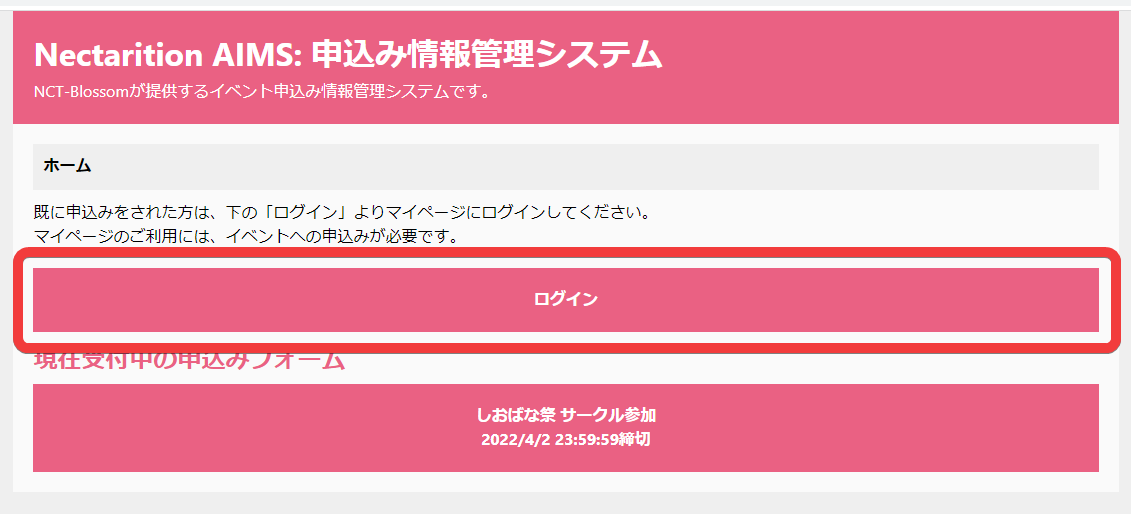 Nectarition AIMS: 申込み情報管理システム
NCT-Blossomが提供するイベント申込み情報管理システムです。
ホーム
既に申込みをされた方は、下の「ログイン」よりマイページにログインしてください。
マイページのご利用には、イベントへの申込みが必要です。
ログイン
現在受付中の申込みフォーム
しおばな祭 サークル参加
2022/4/2 23:59:59締切